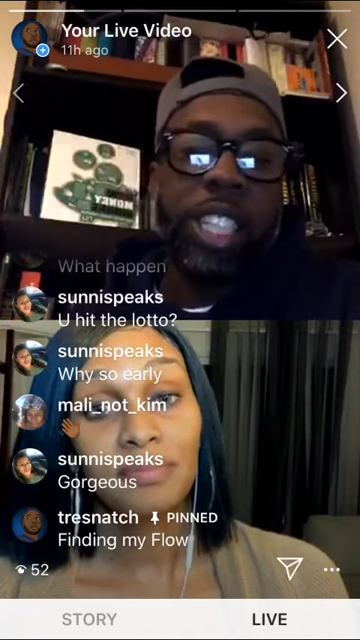 Your Live Video
11h ago
MONEY
What happen
sunnispeaks
U hit the lotto?
sunnispeaks
Why so early
mali_not_kim
👋🏾
sunnispeaks
Gorgeous
tresnatch PINNED
Finding my Flow
52
STORY LIVE